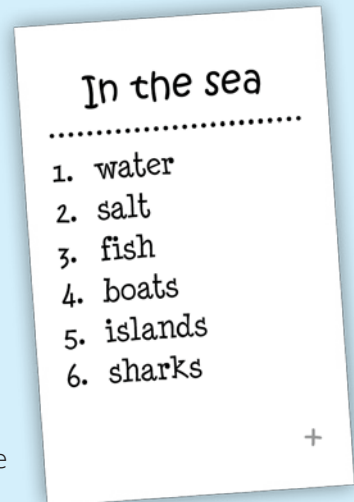 In the sea
1. water
2. salt
3. fish
4. boats
5. islands
6. sharks
+
e